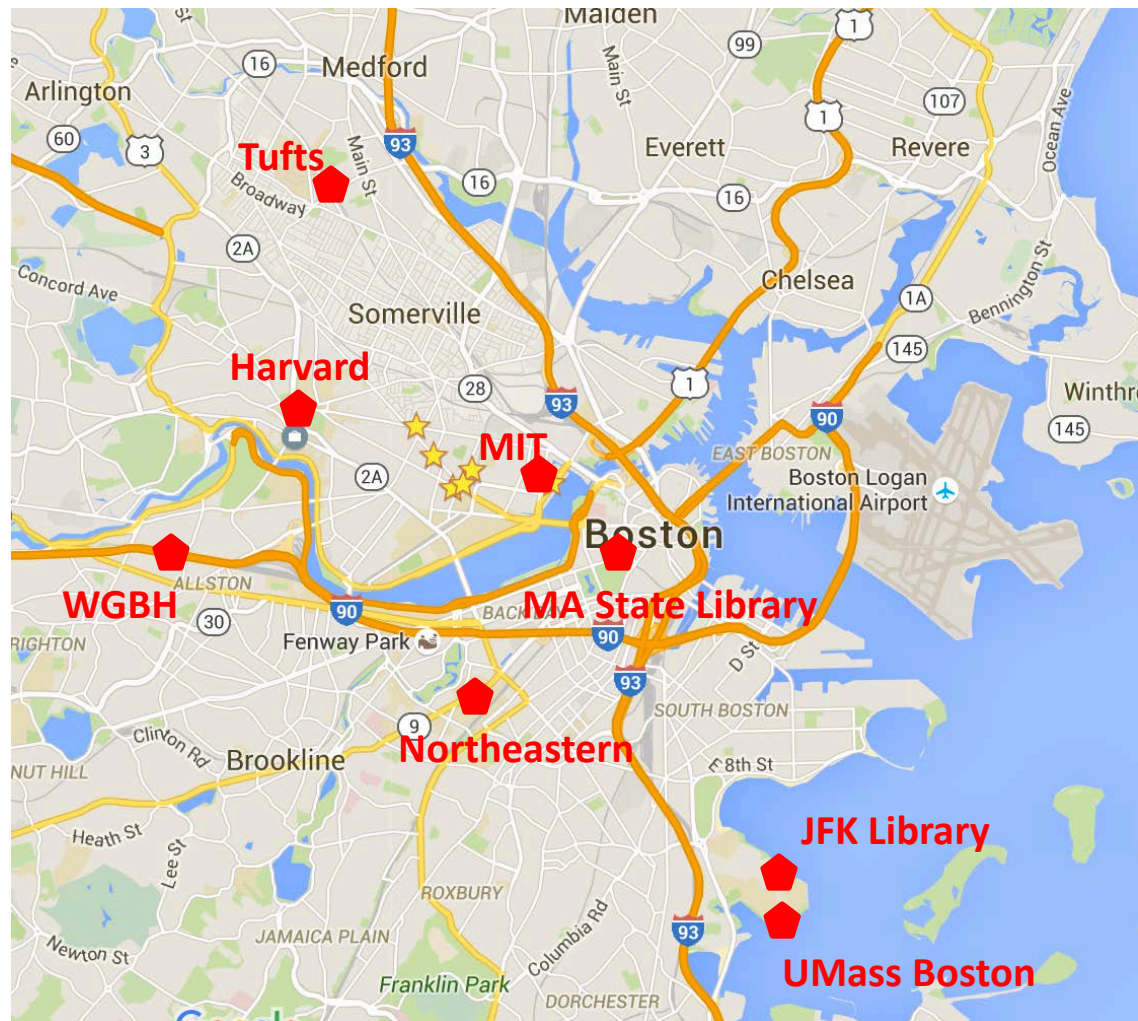 Malden
1
99
Main St
16
Medford
Arlington
107
Ocean Ave
60
3
1
93
Everett
Revere
Tufts
Main St
16
16
Broadway
2A
Concord Ave
Chelsea
1A
Bennington St
Somerville
145
Harvard
28
1
93
Winthr
90
145
MIT
EAST BOSTON
2A
Boston Logan
International Airport
Boston
ALLSTON
WGBH
90
BACK BAY
MA State Library
30
RIGHTON
Fenway Park
90
D St
93
SOUTH BOSTON
9
Northeastern
Clinton Rd
Brookline
NUT HILL
E 8th St
Heath St
Lee St
JFK Library
ROXBURY
Columbia Rd
93
JAMAICA PLAIN
Newton St
UMass Boston
Franklin Park
DORCHESTER